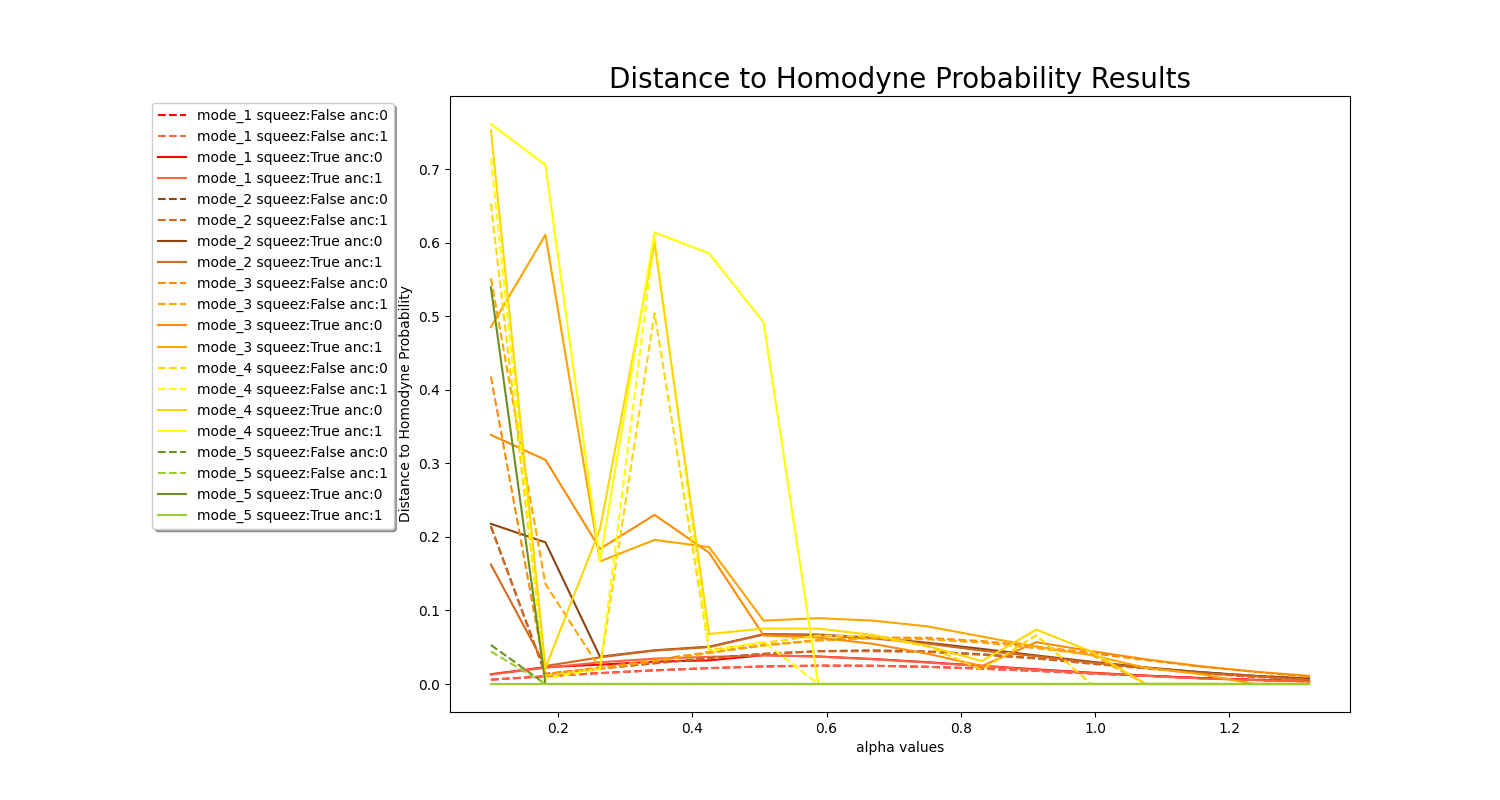 Distance to Homodyne Probability Results
mode_1 squeez:False anc:0
mode_1 squeez:False anc:1
mode_1 squeez:True anc:0
mode_1 squeez:True anc:1
mode_2 squeez:False anc:0
mode_2 squeez:False anc:1
mode_2 squeez:True anc:0
mode_2 squeez:True anc:1
mode_3 squeez:False anc:0
mode_3 squeez:False anc:1
mode_3 squeez:True anc:0
mode_3 squeez:True anc:1
mode_4 squeez:False anc:0
mode_4 squeez:False anc:1
mode_4 squeez:True anc:0
mode_4 squeez:True anc:1
mode_5 squeez:False anc:0
mode_5 squeez:False anc:1
mode_5 squeez:True anc:0
mode_5 squeez:True anc:1
Distance to Homodyne Probability
0.7
0.6
0.5
0.4
0.3
0.2
0.1
0.0
0.2 0.4 0.6 0.8 1.0 1.2
alpha values